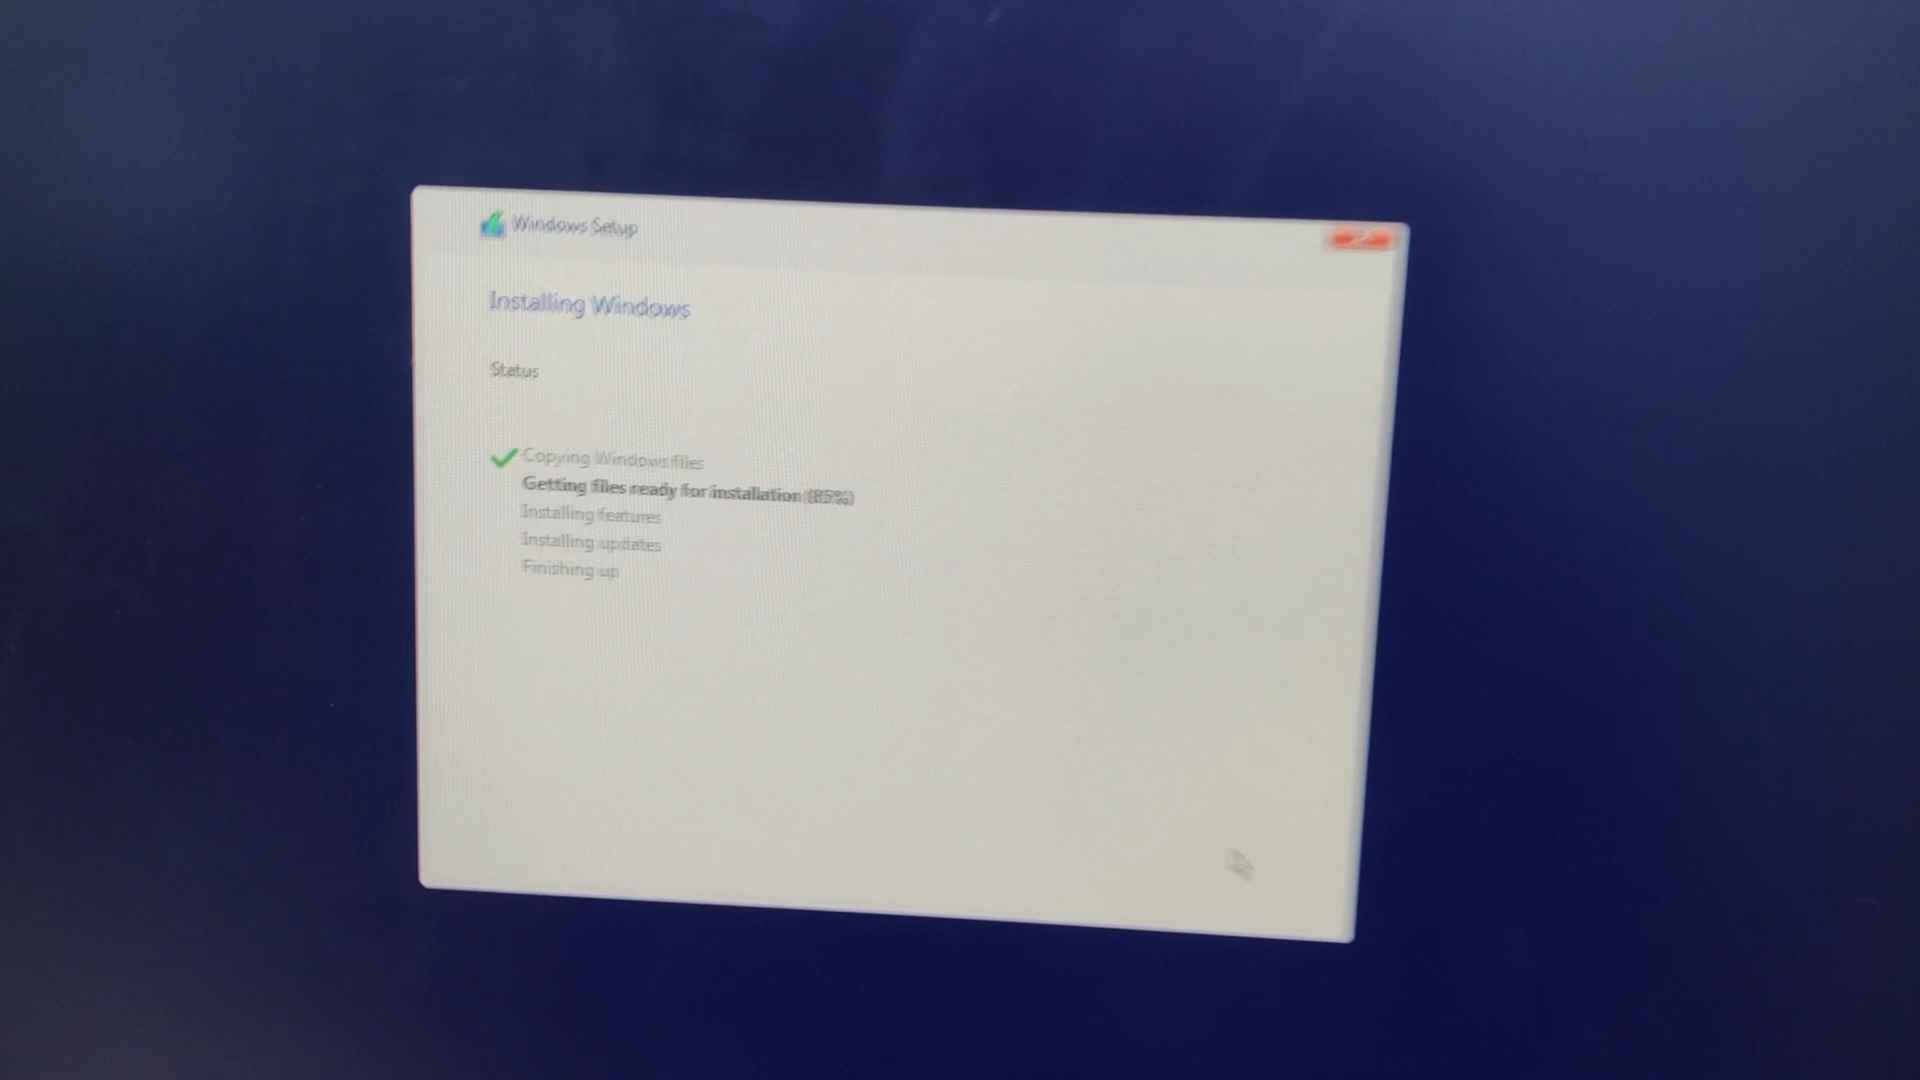 Windows Setup
Installing Windows
Status
Copying Windows files
Getting files ready for installation (85%)
Installing features
Installing updates
Finishing up